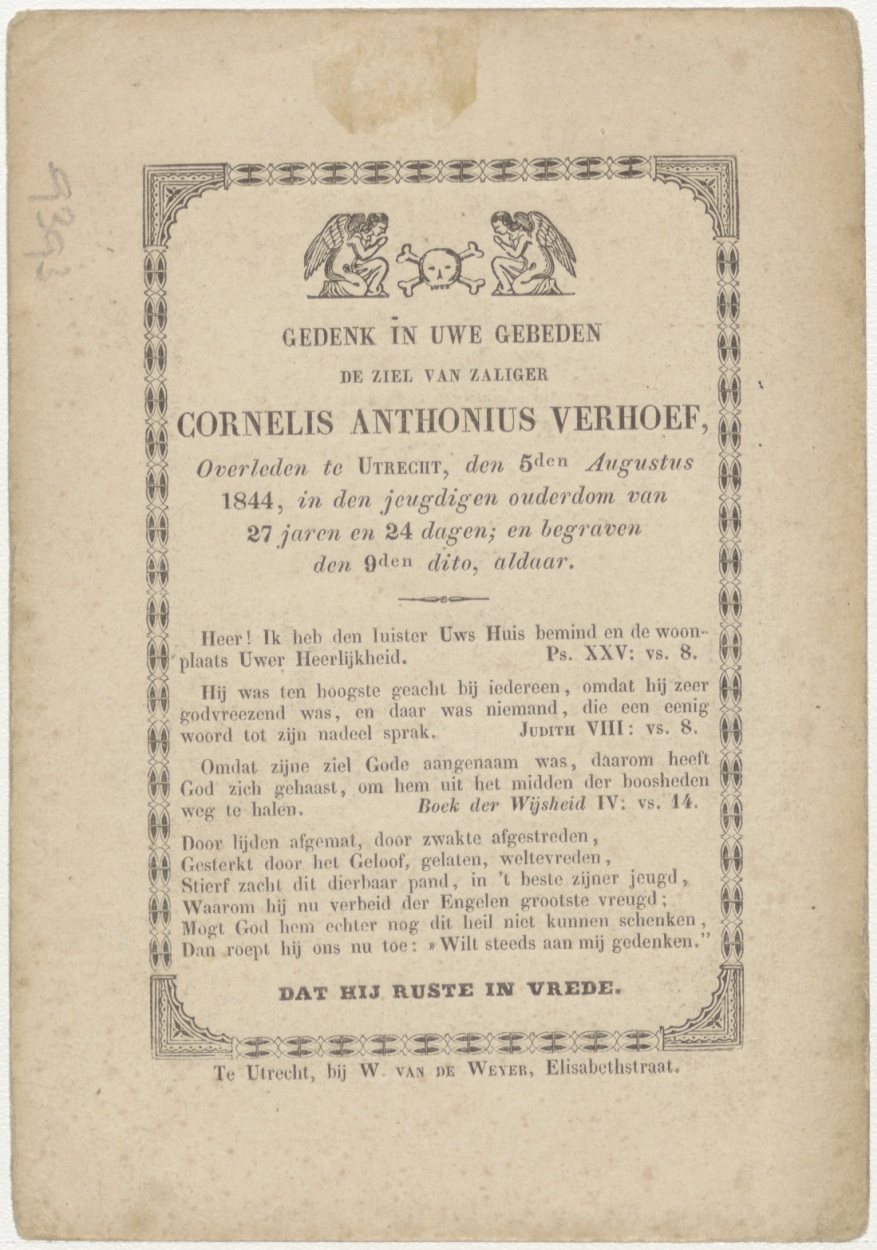 GEDENK IN UWE GEBEDEN
DE ZIEL VAN ZALIGER
CORNELIS ANTHONIUS VERHOEF,
Overleden te UTRECHT, den 5den Augustus
1844, in den jeugdigen ouderdom van
27 jaren en 24 dagen; en begraven
den 9den dito, aldaar.
Heer! Ik heb den luister Uws Huis bemind en de woon-
plaats Uwer Heerlijkheid. Ps. XXV: vs. 8.
Hij was ten hoogste geacht bij iedereen, omdat hij zeer
godvreezend was, en daar was niemand, die een eenig
woord tot zijn nadeel sprak. JUDITH VIII: vs. 8.
Omdat zijne ziel Gode aangenaam was, daarom heeft
God zich gehaast, om hem uit het midden der boosheden
weg te halen. Boek der Wijsheid IV: vs. 14.
Door lijden afgemat, door zwakte afgestreden,
Gesterkt door het Geloof, gelaten, weltevreden,
Stierf zacht dit dierbaar pand, in 't beste zijner jeugd,
Waarom hij nu verbeid der Engelen grootste vreugd;
Mogt God hem echter nog dit heil niet kunnen schenken,
Dan roept hij ons nu toe: »Wilt steeds aan mij gedenken.”
DAT HIJ RUSTE IN VREDE.
Te Utrecht, bij W. VAN DE WEYER, Elisabethstraat.